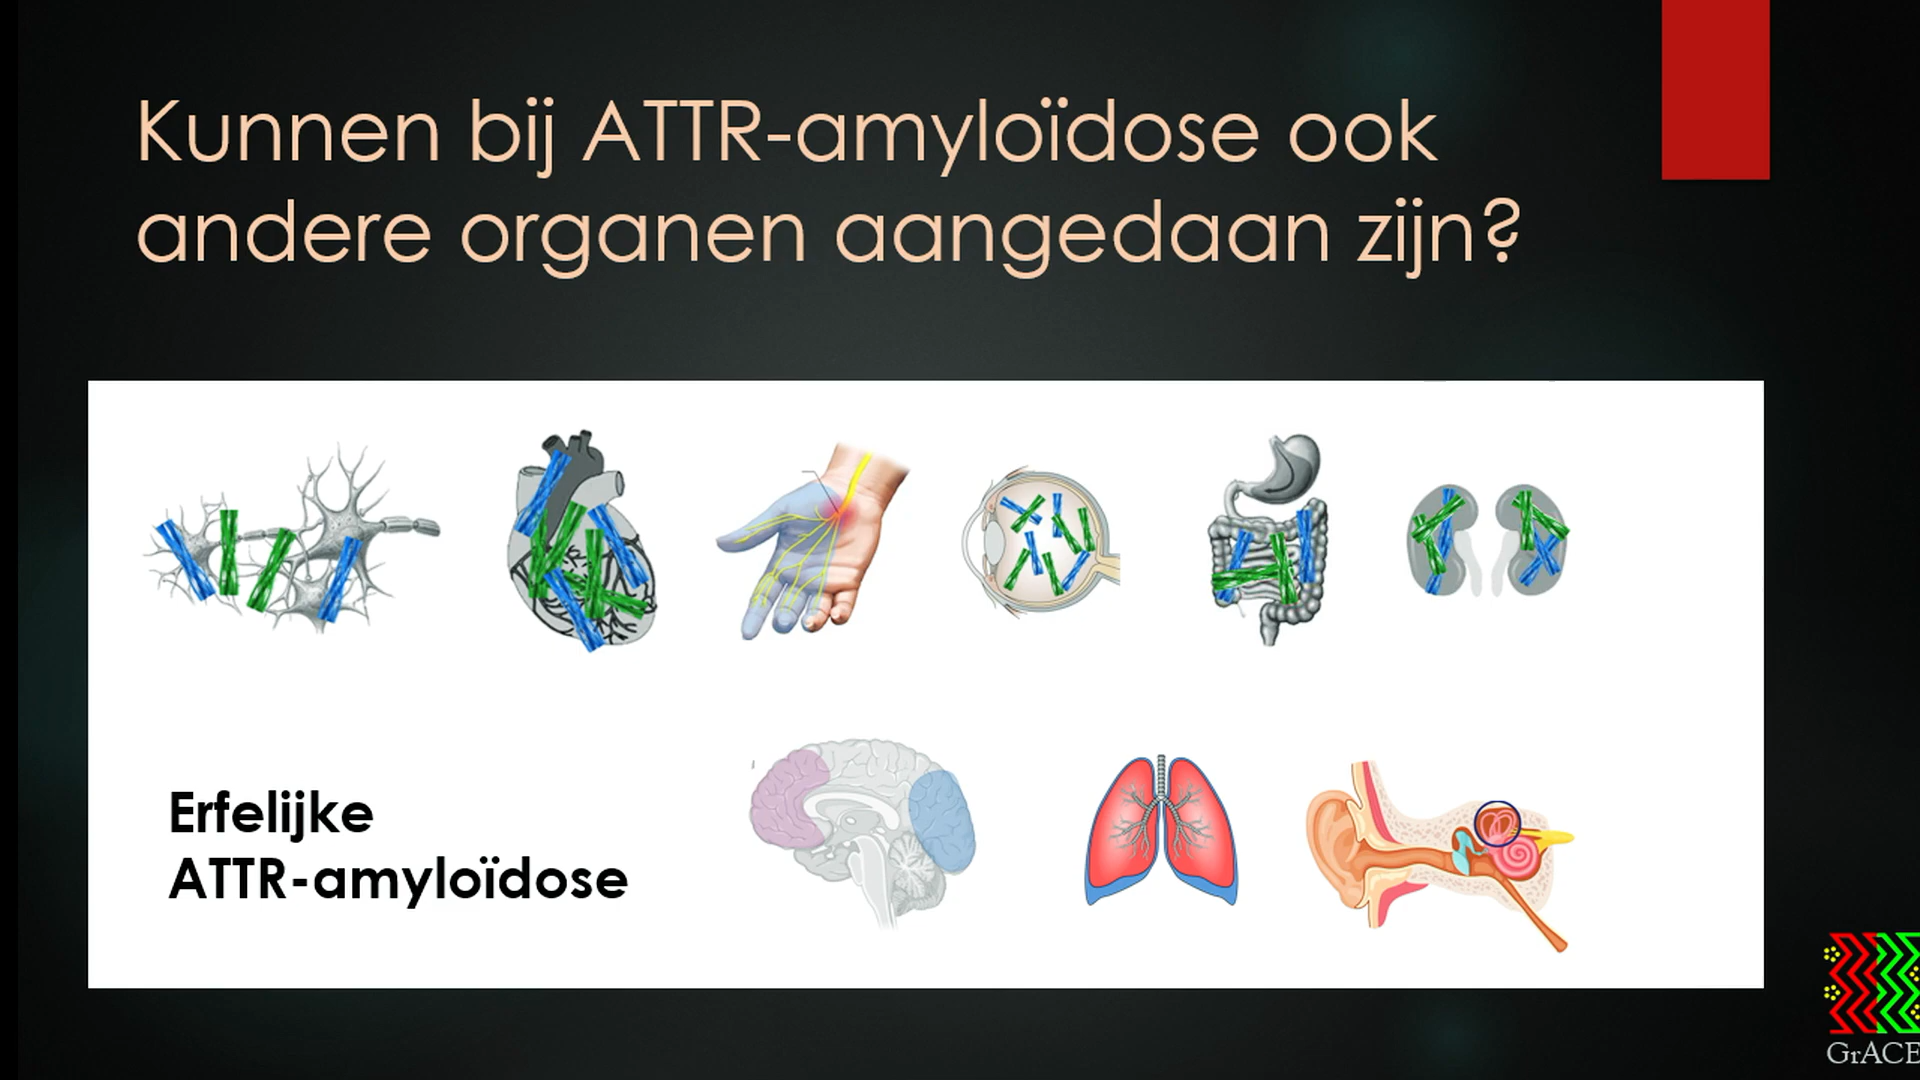 Kunnen bij ATTR-amyloïdose ook
andere organen aangedaan zijn?
Erfelijke
ATTR-amyloïdose
GrACE